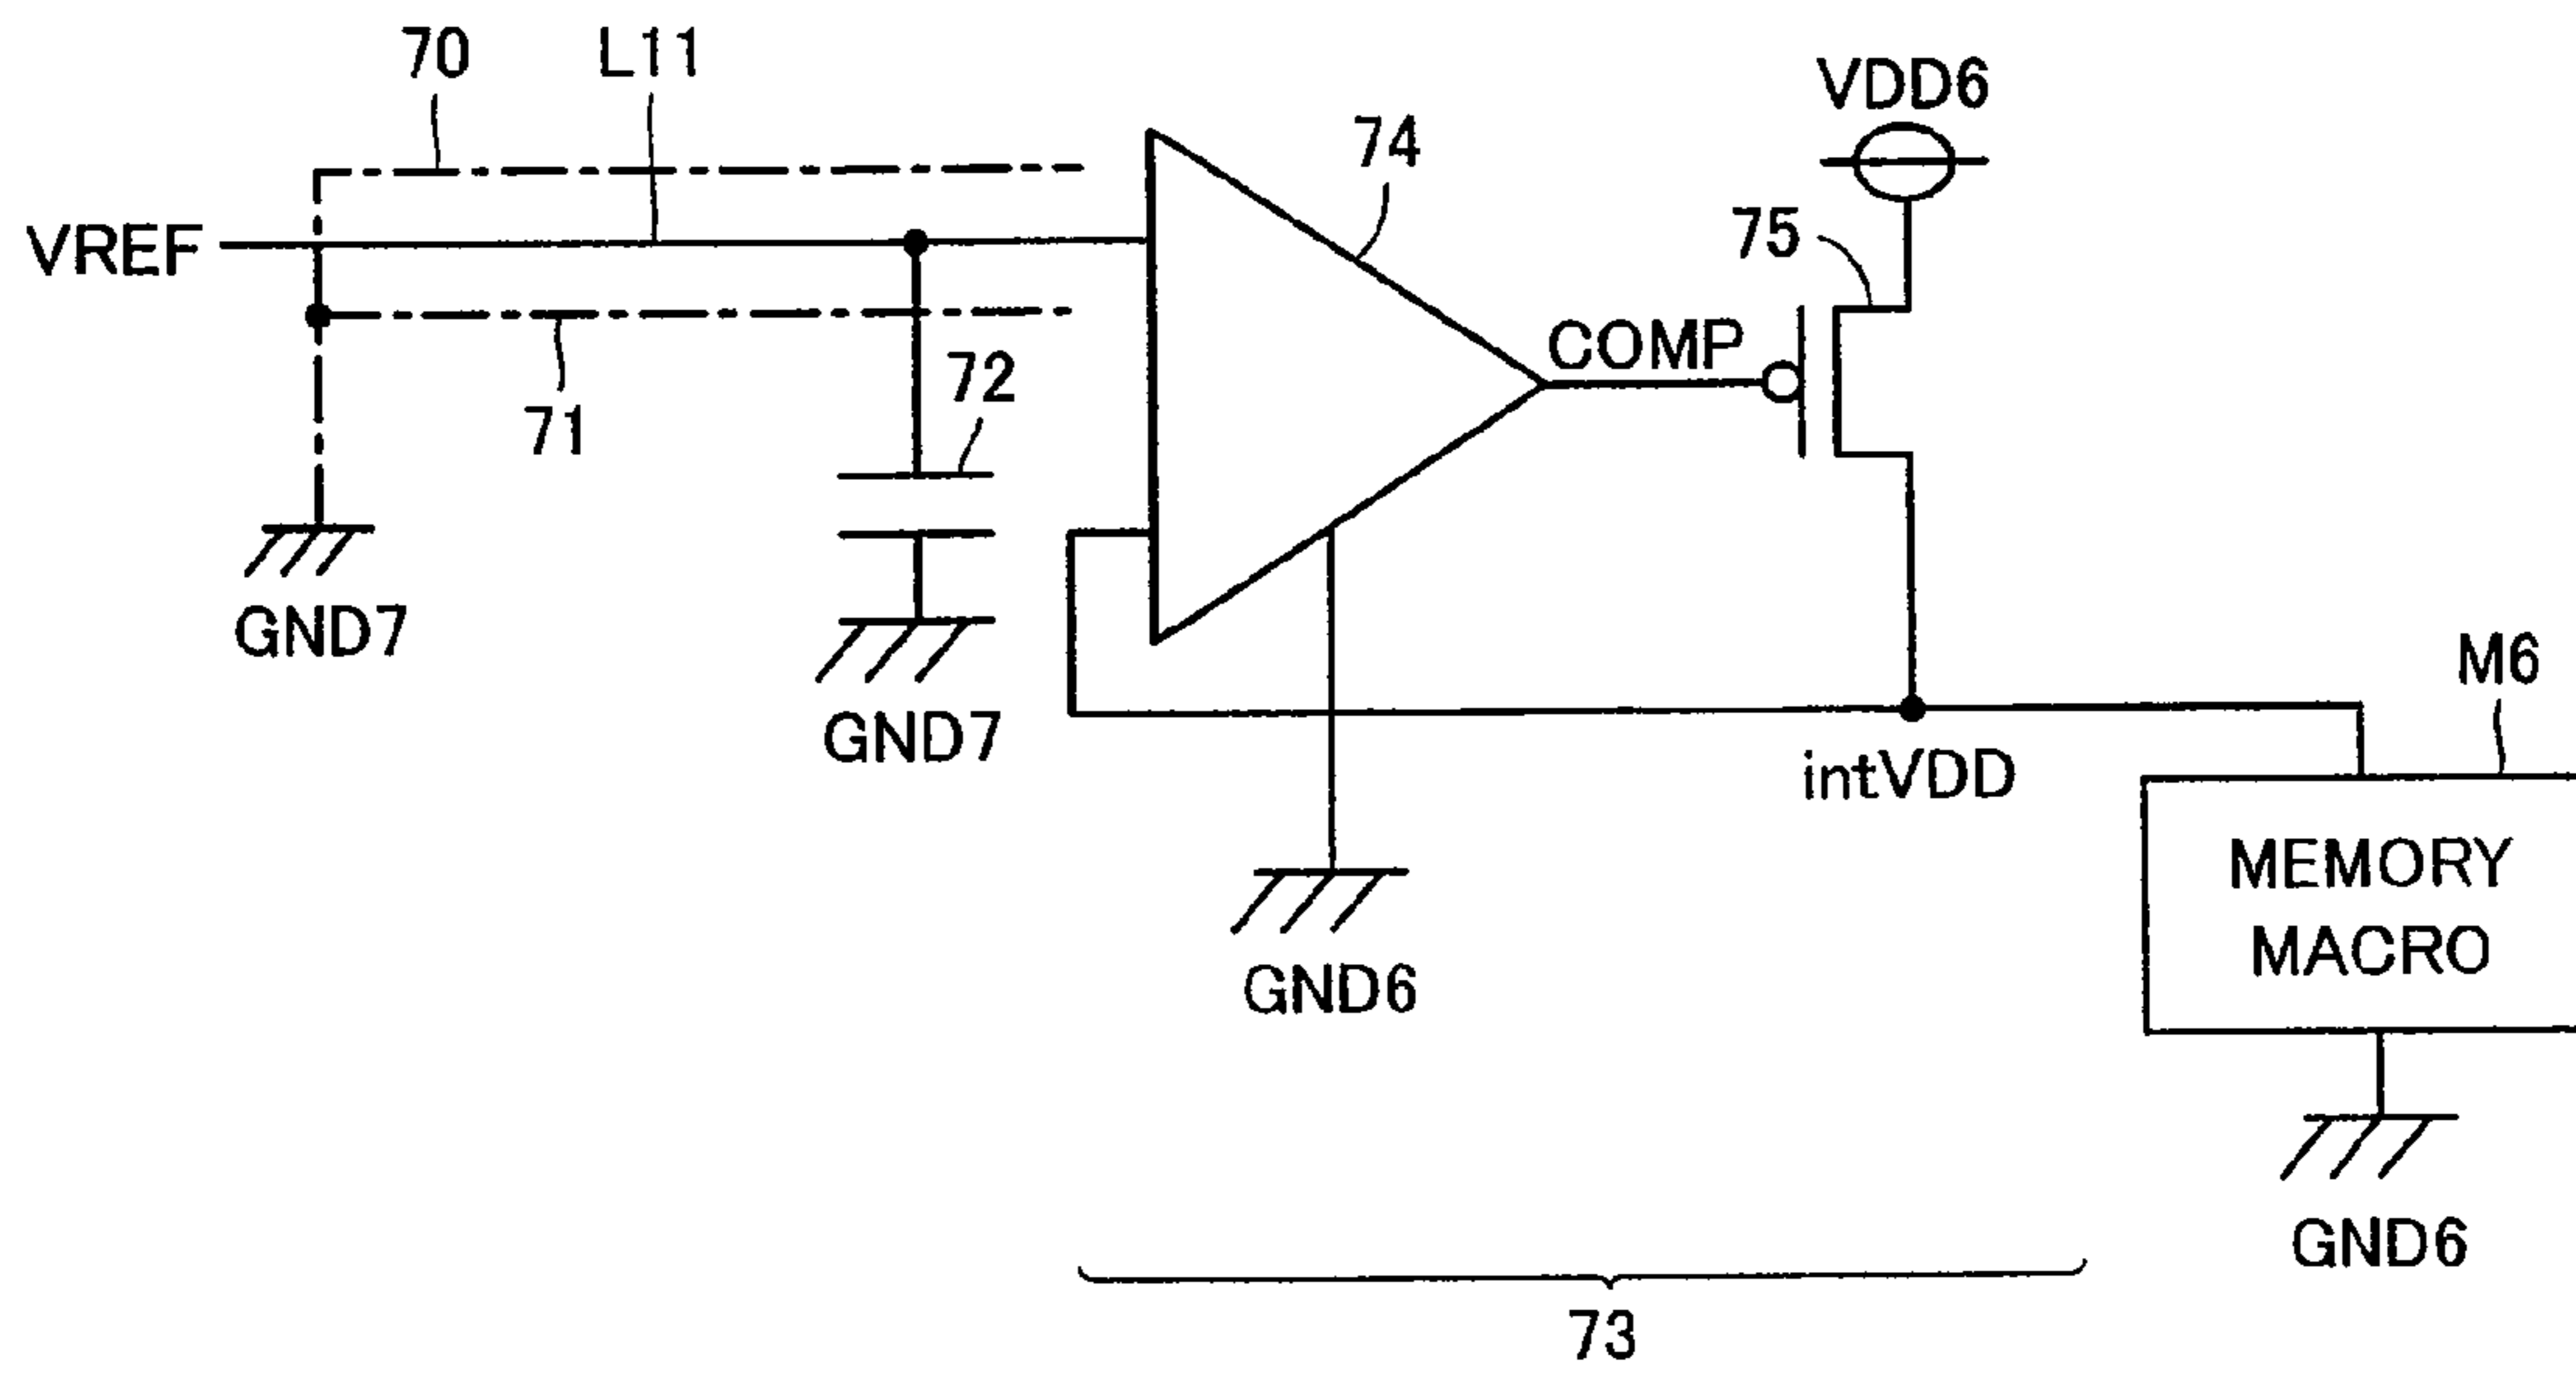 70
L11
VDD6
74
VREF
75
COMP
72
71
GND7
GND7
M6
intVDD
MEMORY
MACRO
GND6
GND6
73